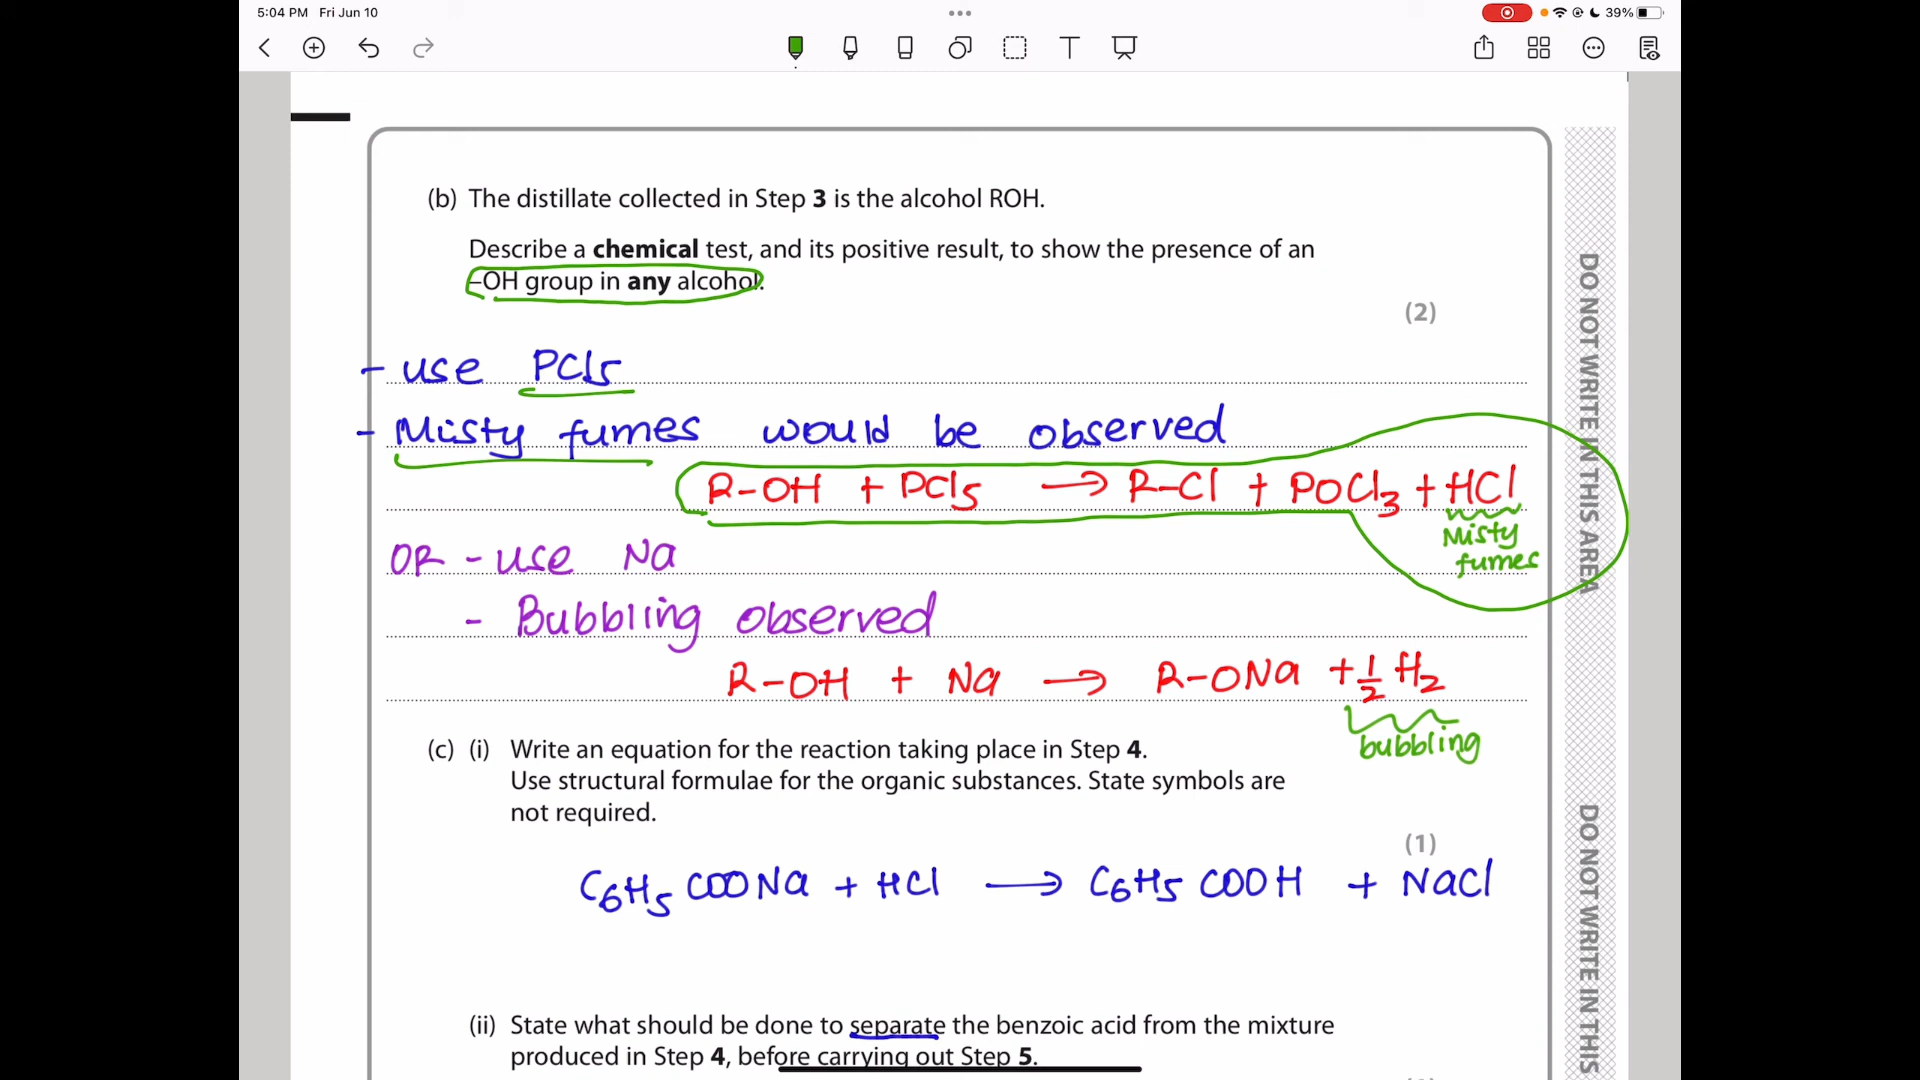 5:04 PM Fri Jun 10
39%
(b) The distillate collected in Step 3 is the alcohol ROH.
Describe a chemical test, and its positive result, to show the presence of an
–OH group in any alcohol.
(2)
- use PCl5
- Misty fumes would be observed
R-OH + PCl5 → R-Cl + POCl3 + HCl
Misty
fumes
OR - use Na
- Bubbling observed
R-OH + Na → R-ONa + 1/2 H2
bubbling
(c) (i) Write an equation for the reaction taking place in Step 4.
Use structural formulae for the organic substances. State symbols are
not required.
(1)
C6H5COONa + HCl → C6H5COOH + NaCl
(ii) State what should be done to separate the benzoic acid from the mixture
produced in Step 4, before carrying out Step 5.
DO NOT WRITE IN THIS AREA
DO NOT WRITE IN THIS